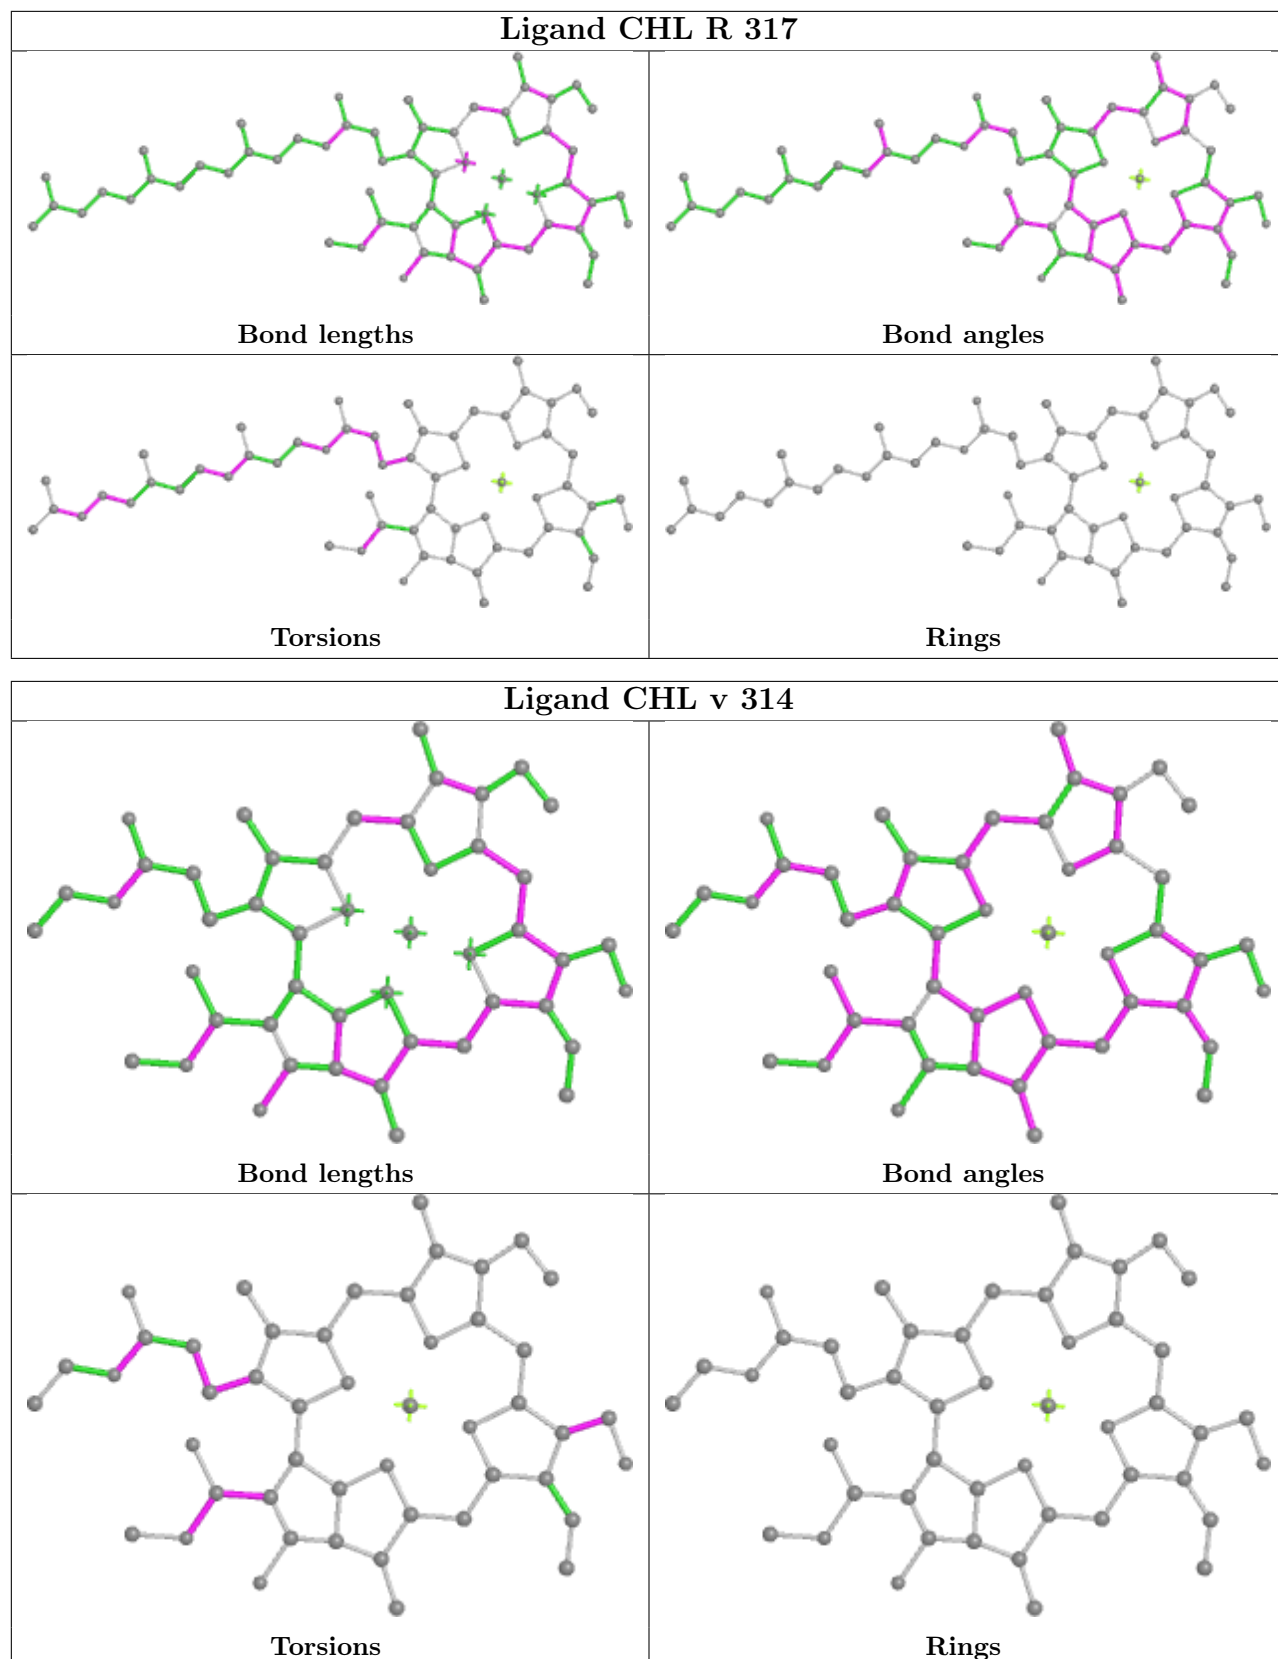 Ligand CHL R 317
Bond lengths
Bond angles
Torsions
Rings
Ligand CHL v 314
Bond lengths
Bond angles
Torsions
Rings